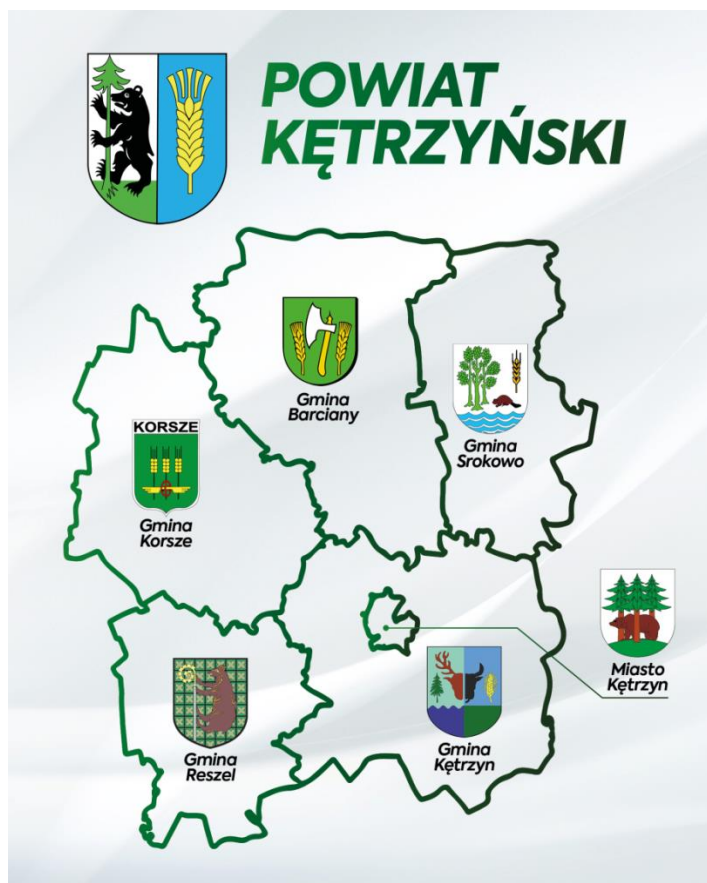 POWIAT
KĘTRZYŃSKI
Gmina
Barciany
Gmina
Srokowo
KORSZE
Gmina
Korsze
Miasto
Kętrzyn
Gmina
Reszel
Gmina
Kętrzyn